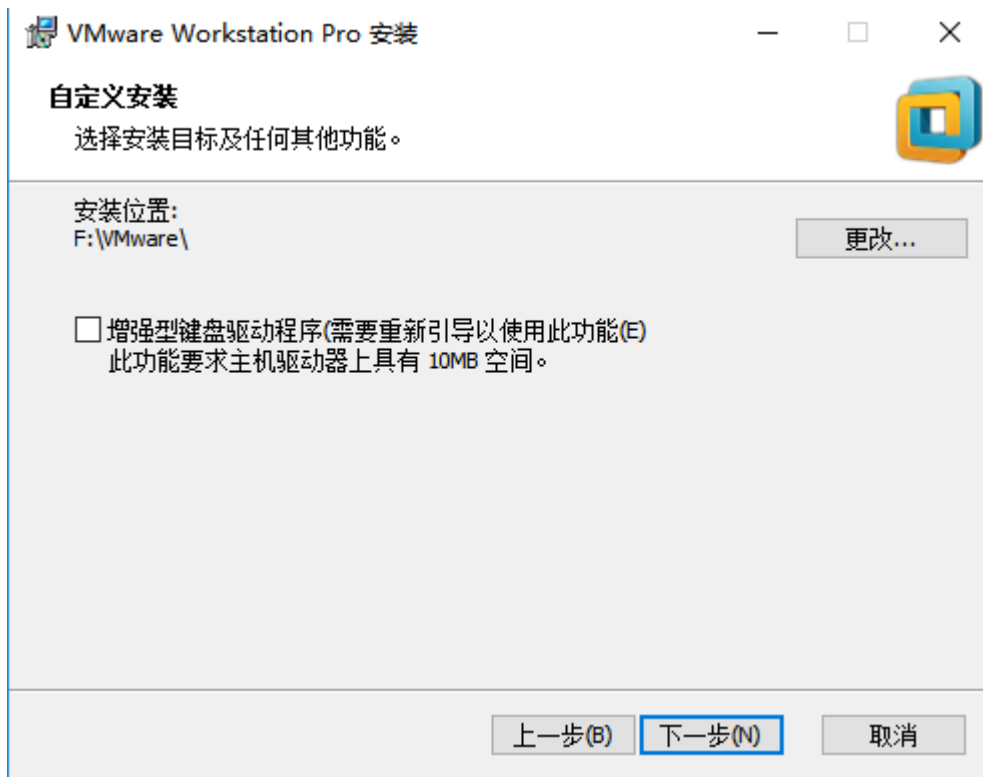 VMware Workstation Pro 安装
自定义安装
选择安装目标及任何其他功能。
安装位置:
F:\VMware\
更改...
增强型键盘驱动程序(需要重新引导以使用此功能(E)
此功能要求主机驱动器上具有 10MB 空间。
上一步(B)
下一步(N)
取消